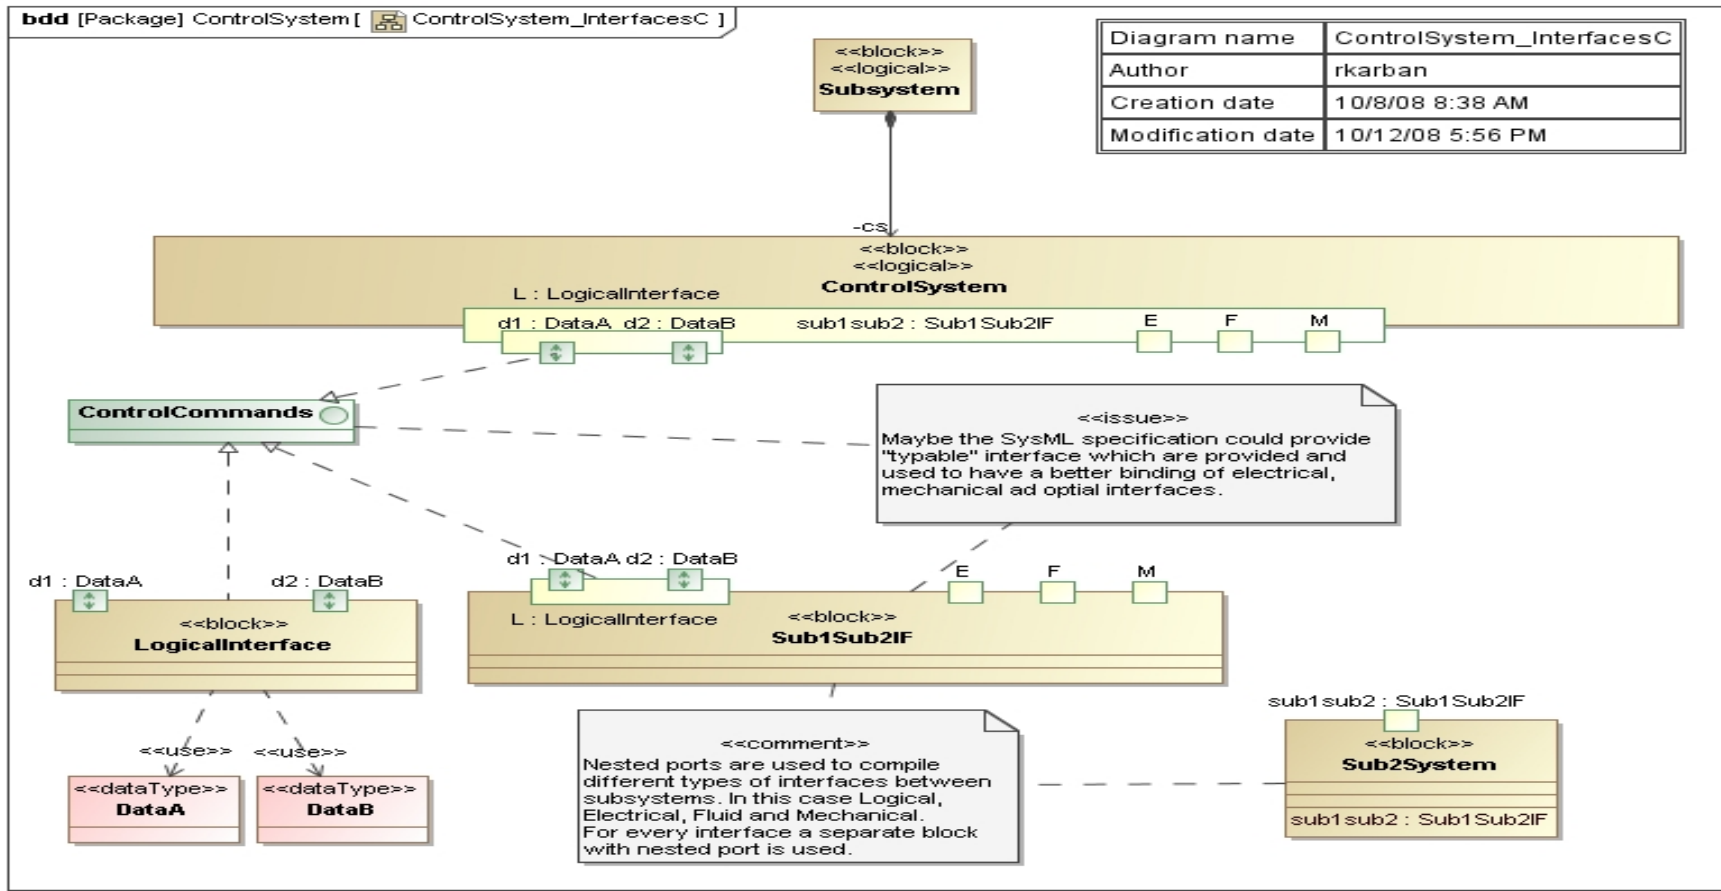 bdd [Package] ControlSystem [ ControlSystem_InterfacesC ]
Diagram name ControlSystem_InterfacesC
Author rkarban
Creation date 10/8/08 8:38 AM
Modification date 10/12/08 5:56 PM
<<block>>
<<logical>>
Subsystem
-cs
<<block>>
<<logical>>
ControlSystem
L : LogicalInterface
d1 : DataA d2 : DataB sub1sub2 : Sub1Sub2IF E F M
ControlCommands
<<issue>>
Maybe the SysML specification could provide
"typable" interface which are provided and
used to have a better binding of electrical,
mechanical ad optial interfaces.
d1 : DataA d2 : DataB
<<block>>
LogicalInterface
d1 : DataA d2 : DataB E F M
L : LogicalInterface
<<block>>
Sub1Sub2IF
<<use>> <<use>>
<<dataType>>
DataA
<<dataType>>
DataB
<<comment>>
Nested ports are used to compile
different types of interfaces between
subsystems. In this case Logical,
Electrical, Fluid and Mechanical.
For every interface a separate block
with nested port is used.
sub1sub2 : Sub1Sub2IF
<<block>>
Sub2System
sub1sub2 : Sub1Sub2IF